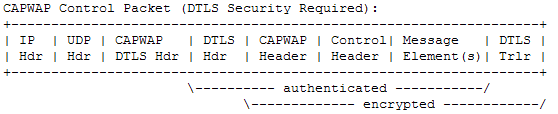 CAPWAP Control Packet (DTLS Security Required):
+-------------------------------------------------------------------+
| IP  | UDP | CAPWAP   | DTLS | CAPWAP | Control| Message   | DTLS |
| Hdr | Hdr | DTLS Hdr | Hdr  | Header | Header | Element(s)| Trlr |
+-------------------------------------------------------------------+
\---------- authenticated -----------/
\------------- encrypted ------------/